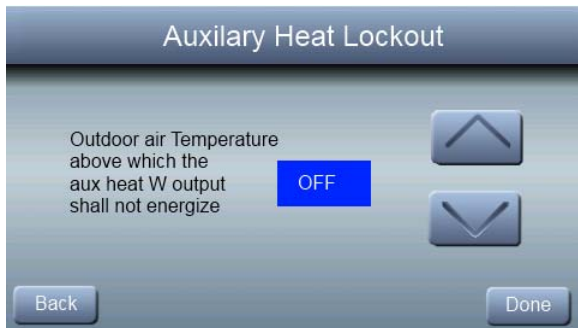 Auxilary Heat Lockout
Outdoor air Temperature
above which the
aux heat W output
shall not energize
OFF
Back
Done